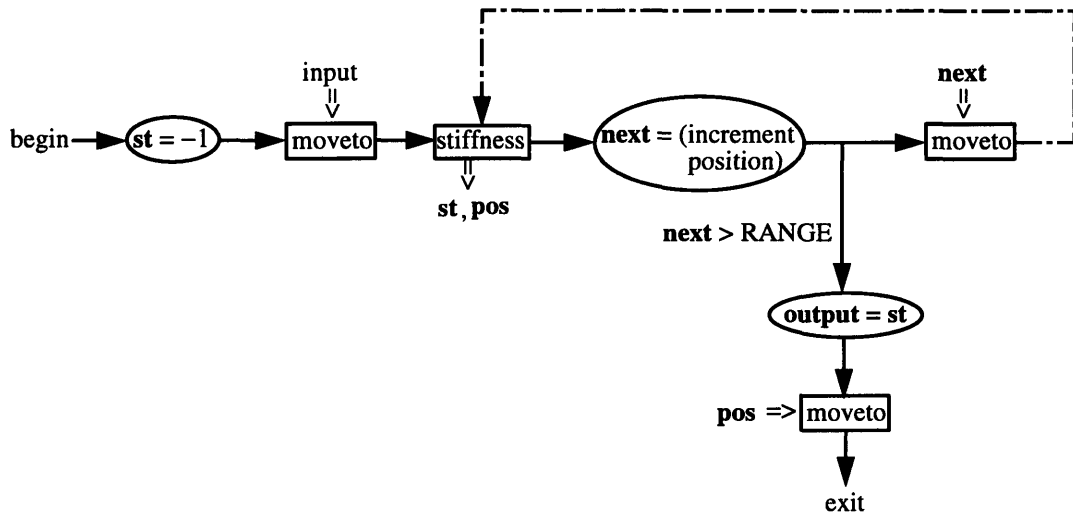 input
next
begin
st = −1
moveto
stiffness
next = (increment
position)
moveto
st, pos
next > RANGE
output = st
pos => moveto
exit